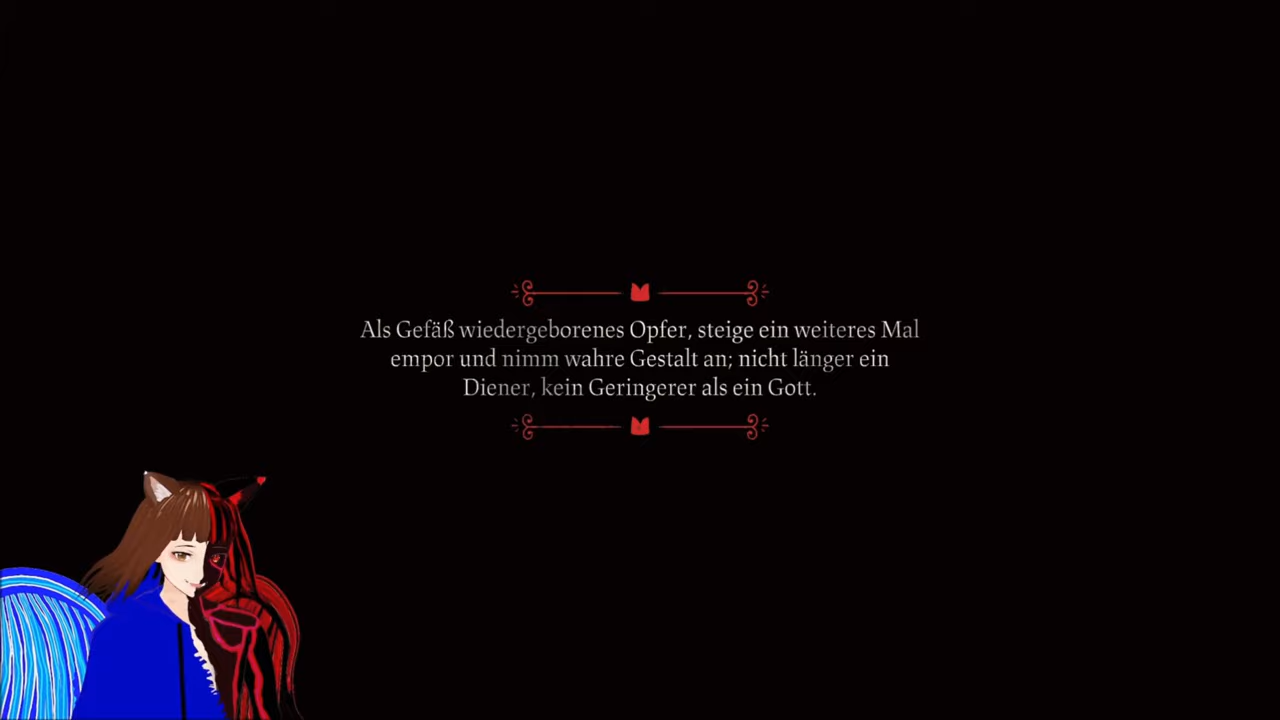 Als Gefäß wiedergeborenes Opfer, steige ein weiteres Mal
empor und nimm wahre Gestalt an; nicht länger ein
Diener, kein Geringerer als ein Gott.